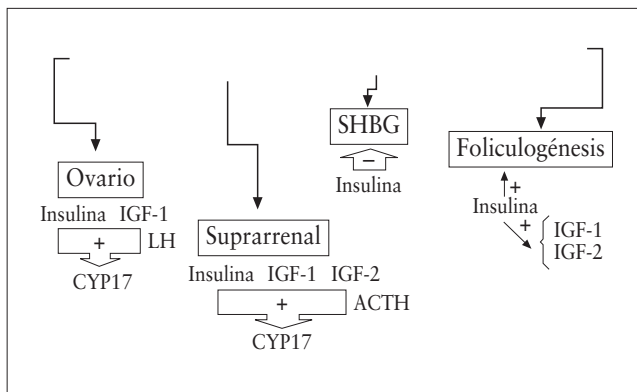 SHBG
−
Insulina
Foliculogénesis
+
Insulina
+
IGF-1
IGF-2
Ovario
Insulina IGF-1
+ LH
CYP17
Suprarrenal
Insulina IGF-1 IGF-2
+ ACTH
CYP17